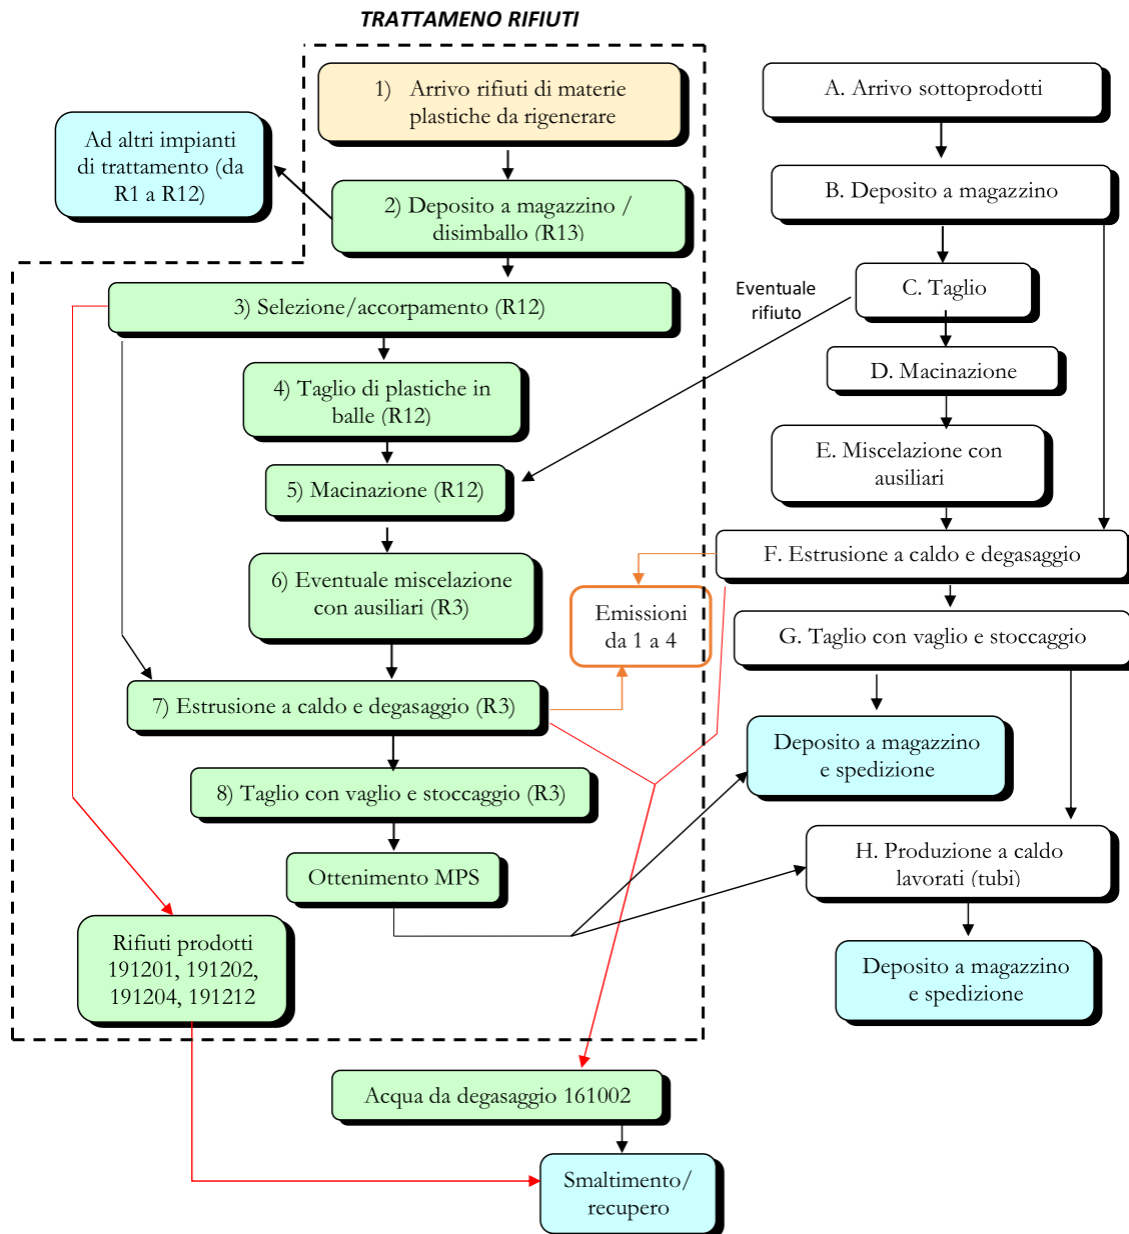 TRATTAMENO RIFIUTI
1) Arrivo rifiuti di materie
plastiche da rigenerare
Ad altri impianti
di trattamento (da
R1 a R12)
2) Deposito a magazzino /
disimballo (R13)
3) Selezione/accorpamento (R12)
4) Taglio di plastiche in
balle (R12)
5) Macinazione (R12)
6) Eventuale miscelazione
con ausiliari (R3)
7) Estrusione a caldo e degasaggio (R3)
8) Taglio con vaglio e stoccaggio (R3)
Ottenimento MPS
Rifiuti prodotti
191201, 191202,
191204, 191212
Emissioni
da 1 a 4
Eventuale
rifiuto
A. Arrivo sottoprodotti
B. Deposito a magazzino
C. Taglio
D. Macinazione
E. Miscelazione con
ausiliari
F. Estrusione a caldo e degasaggio
G. Taglio con vaglio e stoccaggio
Deposito a magazzino
e spedizione
H. Produzione a caldo
lavorati (tubi)
Deposito a magazzino
e spedizione
Acqua da degasaggio 161002
Smaltimento/
recupero